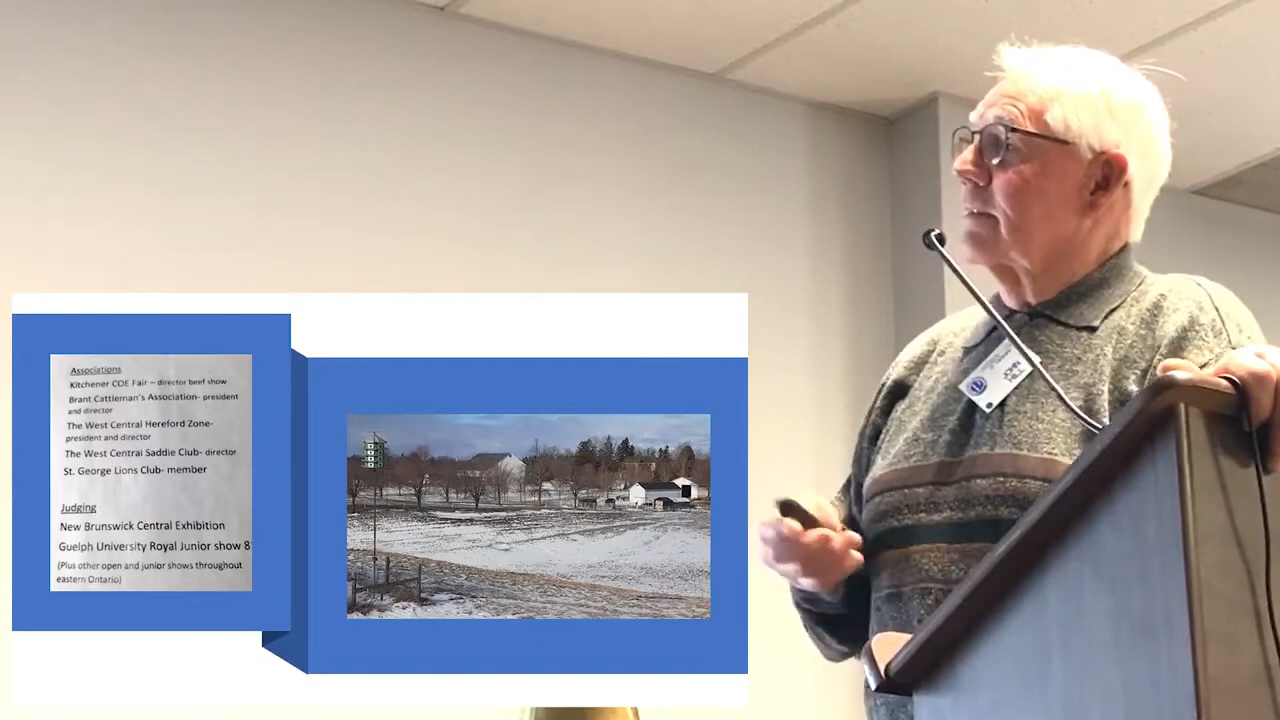 Associations
Kitchener COE Fair – director beef show
Brant Cattleman's Association- president
and director
The West Central Hereford Zone-
president and director
The West Central Saddle Club- director
St. George Lions Club- member
Judging
New Brunswick Central Exhibition
Guelph University Royal Junior show 8
(Plus other open and junior shows throughout
eastern Ontario)
JOHN
HILL